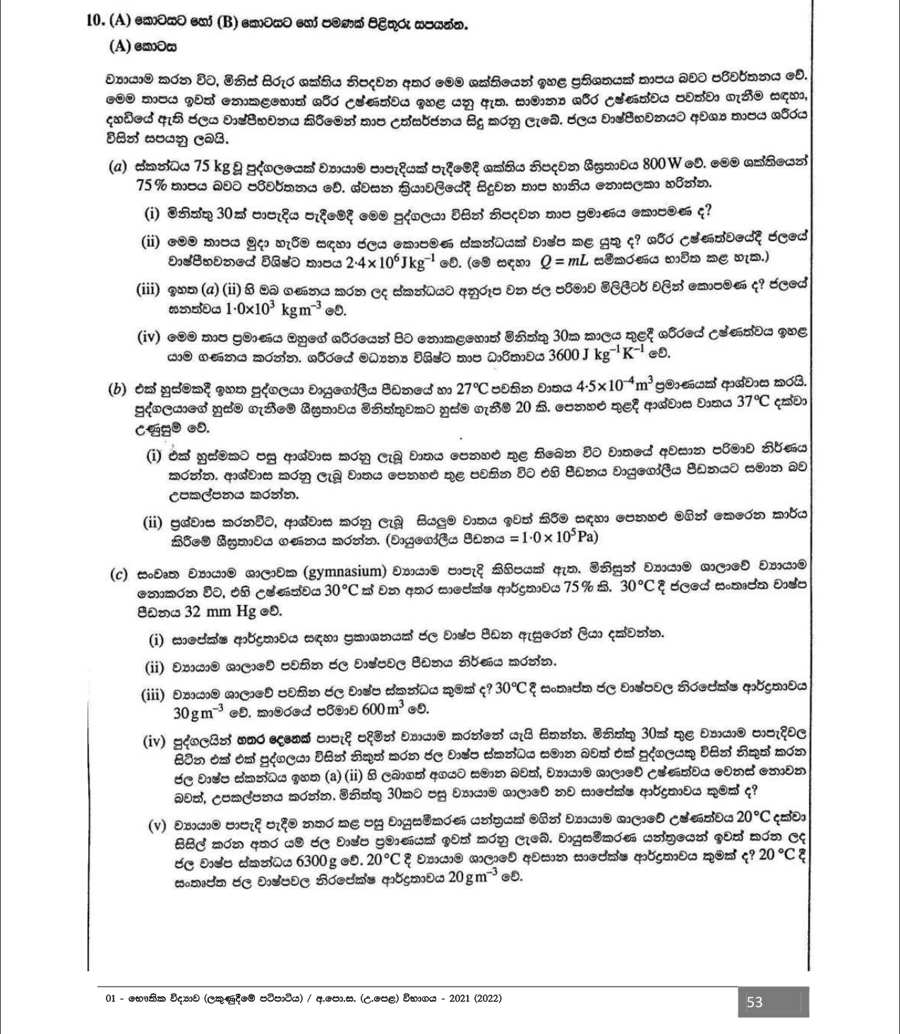 10. (A) කොටසට හෝ (B) කොටසට හෝ පමණක් පිළිතුරු සපයන්න.
(A) කොටස
ව්‍යායාම කරන විට, මිනිස් සිරුර ශක්තිය නිපදවන අතර මෙම ශක්තියෙන් ඉහළ ප්‍රතිශතයක් තාපය බවට පරිවර්තනය වේ.
මෙම තාපය ඉවත් නොකළහොත් ශරීර උෂ්ණත්වය ඉහළ යනු ඇත. සාමාන්‍ය ශරීර උෂ්ණත්වය පවත්වා ගැනීම සඳහා,
දහඩියේ ඇති ජලය වාෂ්පීභවනය කිරීමෙන් තාප උත්සර්ජනය සිදු කරනු ලැබේ. ජලය වාෂ්පීභවනයට අවශ්‍ය තාපය ශරීරය
විසින් සපයනු ලබයි.
(a) ස්කන්ධය 75 kg වූ පුද්ගලයෙක් ව්‍යායාම පාපැදියක් පැදීමේදී ශක්තිය නිපදවන ශීඝ්‍රතාවය 800 W වේ. මෙම ශක්තියෙන්
75% තාපය බවට පරිවර්තනය වේ. ශ්වසන ක්‍රියාවලියේදී සිදුවන තාප හානිය නොසලකා හරින්න.
(i) මිනිත්තු 30ක් පාපැදිය පැදීමේදී මෙම පුද්ගලයා විසින් නිපදවන තාප ප්‍රමාණය කොපමණ ද?
(ii) මෙම තාපය මුදා හැරීම සඳහා ජලය කොපමණ ස්කන්ධයක් වාෂ්ප කළ යුතු ද? ශරීර උෂ්ණත්වයේදී ජලයේ
වාෂ්පීභවනයේ විශිෂ්ට තාපය 2·4 × 10⁶ J kg⁻¹ වේ. (මේ සඳහා Q = mL සමීකරණය භාවිත කළ හැක.)
(iii) ඉහත (a) (ii) හි ඔබ ගණනය කරන ලද ස්කන්ධයට අනුරූප වන ජල පරිමාව මිලිලීටර් වලින් කොපමණ ද? ජලයේ
ඝනත්වය 1·0×10³ kg m⁻³ වේ.
(iv) මෙම තාප ප්‍රමාණය ඔහුගේ ශරීරයෙන් පිට නොකළහොත් මිනිත්තු 30ක කාලය තුළදී ශරීරයේ උෂ්ණත්වය ඉහළ
යාම ගණනය කරන්න. ශරීරයේ මධ්‍යන්‍ය විශිෂ්ට තාප ධාරිතාවය 3600 J kg⁻¹ K⁻¹ වේ.
(b) එක් හුස්මකදී ඉහත පුද්ගලයා වායුගෝලීය පීඩනයේ හා 27°C පවතින වාතය 4·5×10⁻⁴ m³ ප්‍රමාණයක් ආශ්වාස කරයි.
පුද්ගලයාගේ හුස්ම ගැනීමේ ශීඝ්‍රතාවය මිනිත්තුවකට හුස්ම ගැනීම් 20 කි. පෙනහළු තුළදී ආශ්වාස වාතය 37°C දක්වා
උණුසුම් වේ.
(i) එක් හුස්මකට පසු ආශ්වාස කරනු ලැබූ වාතය පෙනහළු තුළ තිබෙන විට වාතයේ අවසාන පරිමාව නිර්ණය
කරන්න. ආශ්වාස කරනු ලැබූ වාතය පෙනහළු තුළ පවතින විට එහි පීඩනය වායුගෝලීය පීඩනයට සමාන බව
උපකල්පනය කරන්න.
(ii) ප්‍රශ්වාස කරනවිට, ආශ්වාස කරනු ලැබූ සියලුම වාතය ඉවත් කිරීම සඳහා පෙනහළු මගින් කෙරෙන කාර්ය
කිරීමේ ශීඝ්‍රතාවය ගණනය කරන්න. (වායුගෝලීය පීඩනය = 1·0 × 10⁵ Pa)
(c) සංවෘත ව්‍යායාම ශාලාවක (gymnasium) ව්‍යායාම පාපැදි කිහිපයක් ඇත. මිනිසුන් ව්‍යායාම ශාලාවේ ව්‍යායාම
නොකරන විට, එහි උෂ්ණත්වය 30°C ක් වන අතර සාපේක්ෂ ආර්ද්‍රතාවය 75% කි. 30°C දී ජලයේ සංතෘප්ත වාෂ්ප
පීඩනය 32 mm Hg වේ.
(i) සාපේක්ෂ ආර්ද්‍රතාවය සඳහා ප්‍රකාශනයක් ජල වාෂ්ප පීඩන ඇසුරෙන් ලියා දක්වන්න.
(ii) ව්‍යායාම ශාලාවේ පවතින ජල වාෂ්පවල පීඩනය නිර්ණය කරන්න.
(iii) ව්‍යායාම ශාලාවේ පවතින ජල වාෂ්ප ස්කන්ධය කුමක් ද? 30°C දී සංතෘප්ත ජල වාෂ්පවල නිරපේක්ෂ ආර්ද්‍රතාවය
30 g m⁻³ වේ. කාමරයේ පරිමාව 600 m³ වේ.
(iv) පුද්ගලයින් හතර දෙනෙක් පාපැදි පදිමින් ව්‍යායාම කරන්නේ යැයි සිතන්න. මිනිත්තු 30ක් තුළ ව්‍යායාම පාපැදිවල
සිටින එක් එක් පුද්ගලයා විසින් නිකුත් කරන ජල වාෂ්ප ස්කන්ධය සමාන බවත් එක් පුද්ගලයකු විසින් නිකුත් කරන
ජල වාෂ්ප ස්කන්ධය ඉහත (a) (ii) හි ලබාගත් අගයට සමාන බවත්, ව්‍යායාම ශාලාවේ උෂ්ණත්වය වෙනස් නොවන
බවත්, උපකල්පනය කරන්න. මිනිත්තු 30කට පසු ව්‍යායාම ශාලාවේ නව සාපේක්ෂ ආර්ද්‍රතාවය කුමක් ද?
(v) ව්‍යායාම පාපැදි පැදීම නතර කළ පසු වායුසමීකරණ යන්ත්‍රයක් මගින් ව්‍යායාම ශාලාවේ උෂ්ණත්වය 20°C දක්වා
සිසිල් කරන අතර යම් ජල වාෂ්ප ප්‍රමාණයක් ඉවත් කරනු ලැබේ. වායුසමීකරණ යන්ත්‍රයෙන් ඉවත් කරන ලද
ජල වාෂ්ප ස්කන්ධය 6300 g වේ. 20°C දී ව්‍යායාම ශාලාවේ අවසාන සාපේක්ෂ ආර්ද්‍රතාවය කුමක් ද? 20 °C දී
සංතෘප්ත ජල වාෂ්පවල නිරපේක්ෂ ආර්ද්‍රතාවය 20 g m⁻³ වේ.
01 - භෞතික විද්‍යාව (ලකුණුදීමේ පටිපාටිය) / අ.පො.ස. (උ.පෙළ) විභාගය - 2021 (2022)
53